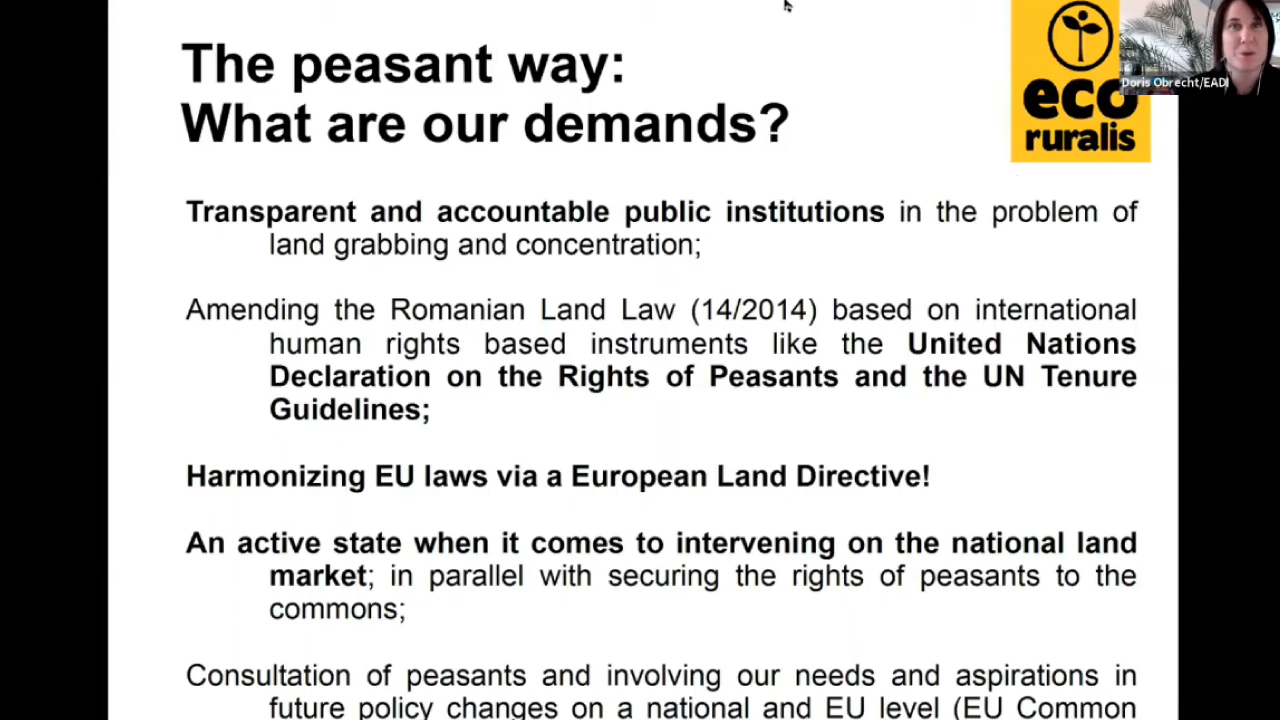 The peasant way:
What are our demands?
eco
ruralis
Doris Obrecht/EADI
Transparent and accountable public institutions in the problem of
land grabbing and concentration;
Amending the Romanian Land Law (14/2014) based on international
human rights based instruments like the United Nations
Declaration on the Rights of Peasants and the UN Tenure
Guidelines;
Harmonizing EU laws via a European Land Directive!
An active state when it comes to intervening on the national land
market; in parallel with securing the rights of peasants to the
commons;
Consultation of peasants and involving our needs and aspirations in
future policy changes on a national and EU level (EU Common